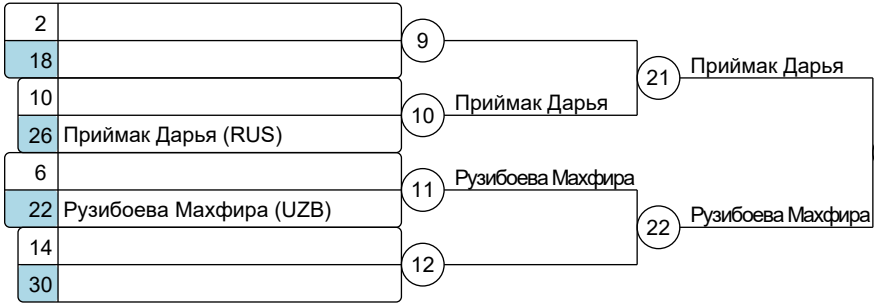 2
9
18
21 Приймак Дарья
10
10 Приймак Дарья
26 Приймак Дарья (RUS)
6
11 Рузибоева Махфира
22 Рузибоева Махфира (UZB)
22 Рузибоева Махфира
14
12
30